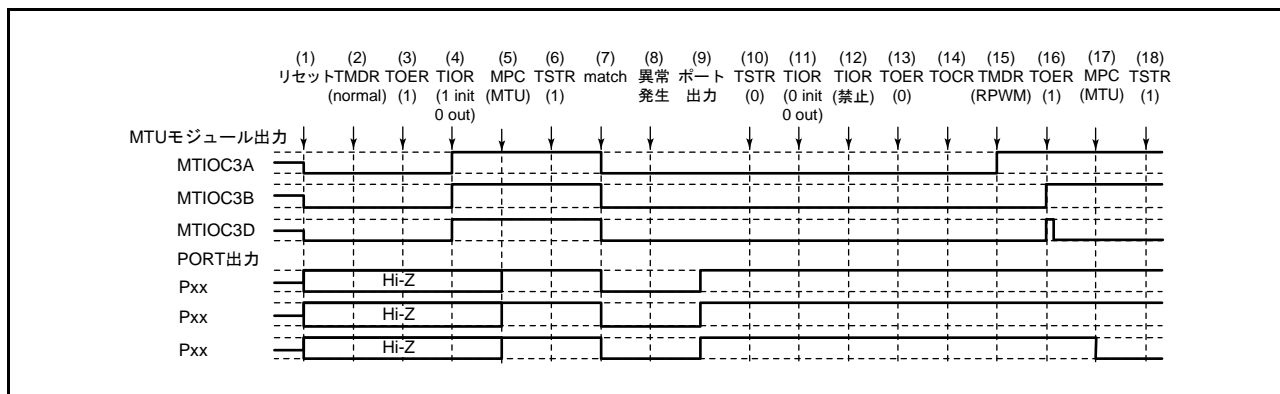 (1) (2) (3) (4) (5) (6) (7) (8) (9) (10) (11) (12) (13) (14) (15) (16) (17) (18)
リセット TMDR TOER TIOR MPC TSTR match 異常 ポート TSTR TIOR TIOR TOER TOCR TMDR TOER MPC TSTR
(normal) (1) (1 init (MTU) (1) 発生 出力 (0) (0 init (禁止) (0) (RPWM) (1) (MTU) (1)
0 out) 0 out)
MTUモジュール出力
MTIOC3A
MTIOC3B
MTIOC3D
PORT出力
Pxx Hi-Z
Pxx Hi-Z
Pxx Hi-Z